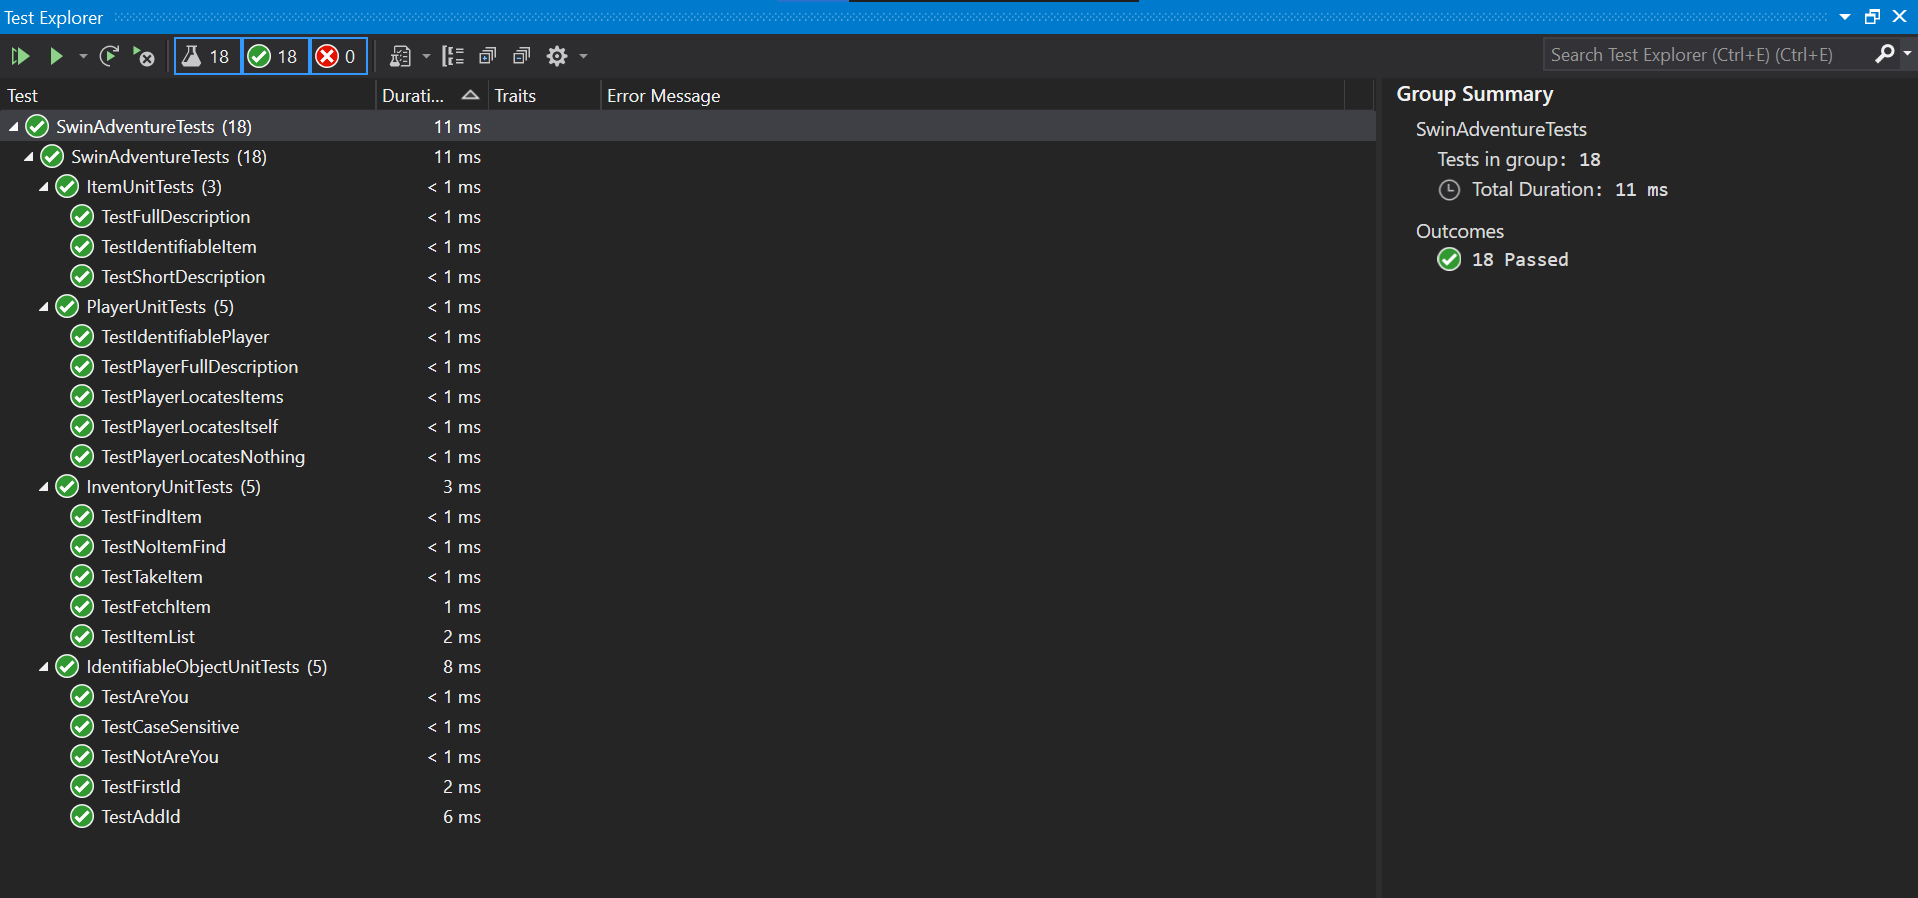 Test Explorer
18 18 0 Search Test Explorer (Ctrl+E) (Ctrl+E)
Test Durati... Traits Error Message
SwinAdventureTests (18) 11 ms
SwinAdventureTests (18) 11 ms
ItemUnitTests (3) < 1 ms
TestFullDescription < 1 ms
TestIdentifiableItem < 1 ms
TestShortDescription < 1 ms
PlayerUnitTests (5) < 1 ms
TestIdentifiablePlayer < 1 ms
TestPlayerFullDescription < 1 ms
TestPlayerLocatesItems < 1 ms
TestPlayerLocatesItself < 1 ms
TestPlayerLocatesNothing < 1 ms
InventoryUnitTests (5) 3 ms
TestFindItem < 1 ms
TestNoItemFind < 1 ms
TestTakeItem < 1 ms
TestFetchItem 1 ms
TestItemList 2 ms
IdentifiableObjectUnitTests (5) 8 ms
TestAreYou < 1 ms
TestCaseSensitive < 1 ms
TestNotAreYou < 1 ms
TestFirstId 2 ms
TestAddId 6 ms
Group Summary
SwinAdventureTests
Tests in group: 18
Total Duration: 11 ms
Outcomes
18 Passed